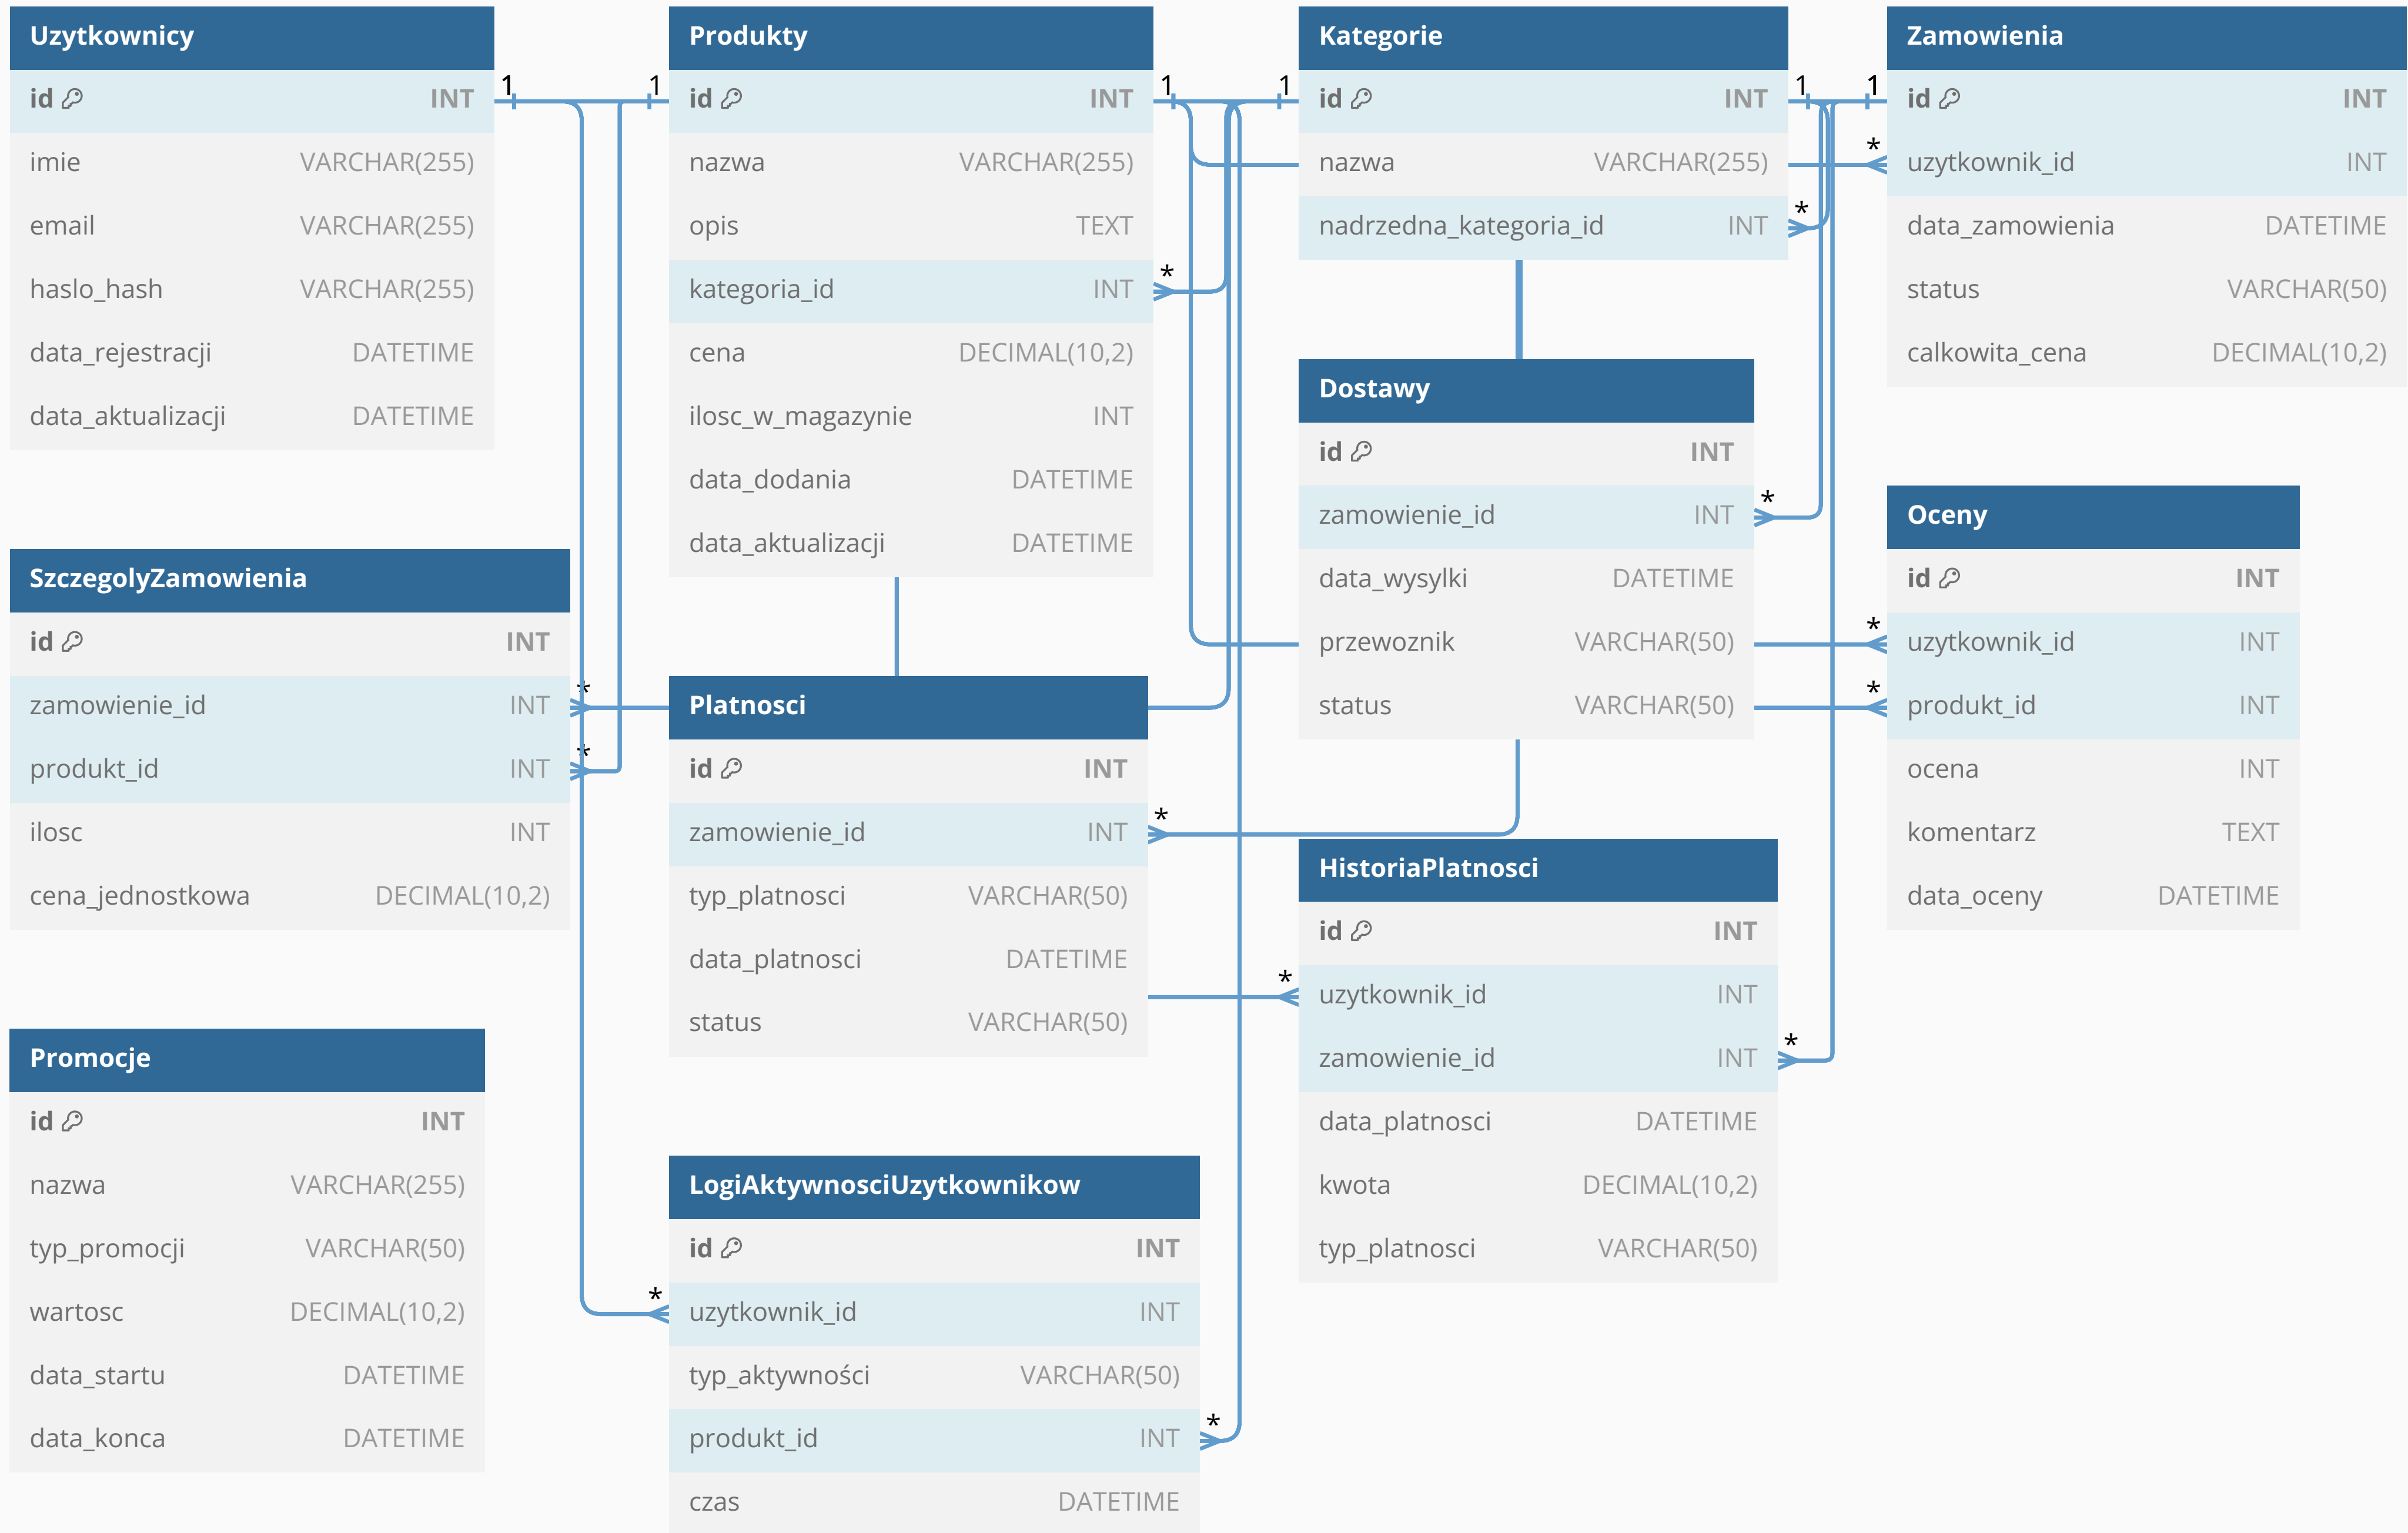 Uzytkownicy
id INT
imie VARCHAR(255)
email VARCHAR(255)
haslo_hash VARCHAR(255)
data_rejestracji DATETIME
data_aktualizacji DATETIME
1
1
Produkty
id INT
nazwa VARCHAR(255)
opis TEXT
kategoria_id INT
cena DECIMAL(10,2)
ilosc_w_magazynie INT
data_dodania DATETIME
data_aktualizacji DATETIME
1
*
1
Kategorie
id INT
nazwa VARCHAR(255)
nadrzedna_kategoria_id INT
1
*
1
*
Zamowienia
id INT
uzytkownik_id INT
data_zamowienia DATETIME
status VARCHAR(50)
calkowita_cena DECIMAL(10,2)
Dostawy
id INT
zamowienie_id INT
data_wysylki DATETIME
przewoznik VARCHAR(50)
status VARCHAR(50)
*
*
*
Oceny
id INT
uzytkownik_id INT
produkt_id INT
ocena INT
komentarz TEXT
data_oceny DATETIME
SzczegolyZamowienia
id INT
zamowienie_id INT
produkt_id INT
ilosc INT
cena_jednostkowa DECIMAL(10,2)
*
*
Platnosci
id INT
zamowienie_id INT
typ_platnosci VARCHAR(50)
data_platnosci DATETIME
status VARCHAR(50)
*
*
HistoriaPlatnosci
id INT
uzytkownik_id INT
zamowienie_id INT
data_platnosci DATETIME
kwota DECIMAL(10,2)
typ_platnosci VARCHAR(50)
*
Promocje
id INT
nazwa VARCHAR(255)
typ_promocji VARCHAR(50)
wartosc DECIMAL(10,2)
data_startu DATETIME
data_konca DATETIME
*
LogiAktywnosciUzytkownikow
id INT
uzytkownik_id INT
typ_aktywności VARCHAR(50)
produkt_id INT
czas DATETIME
*